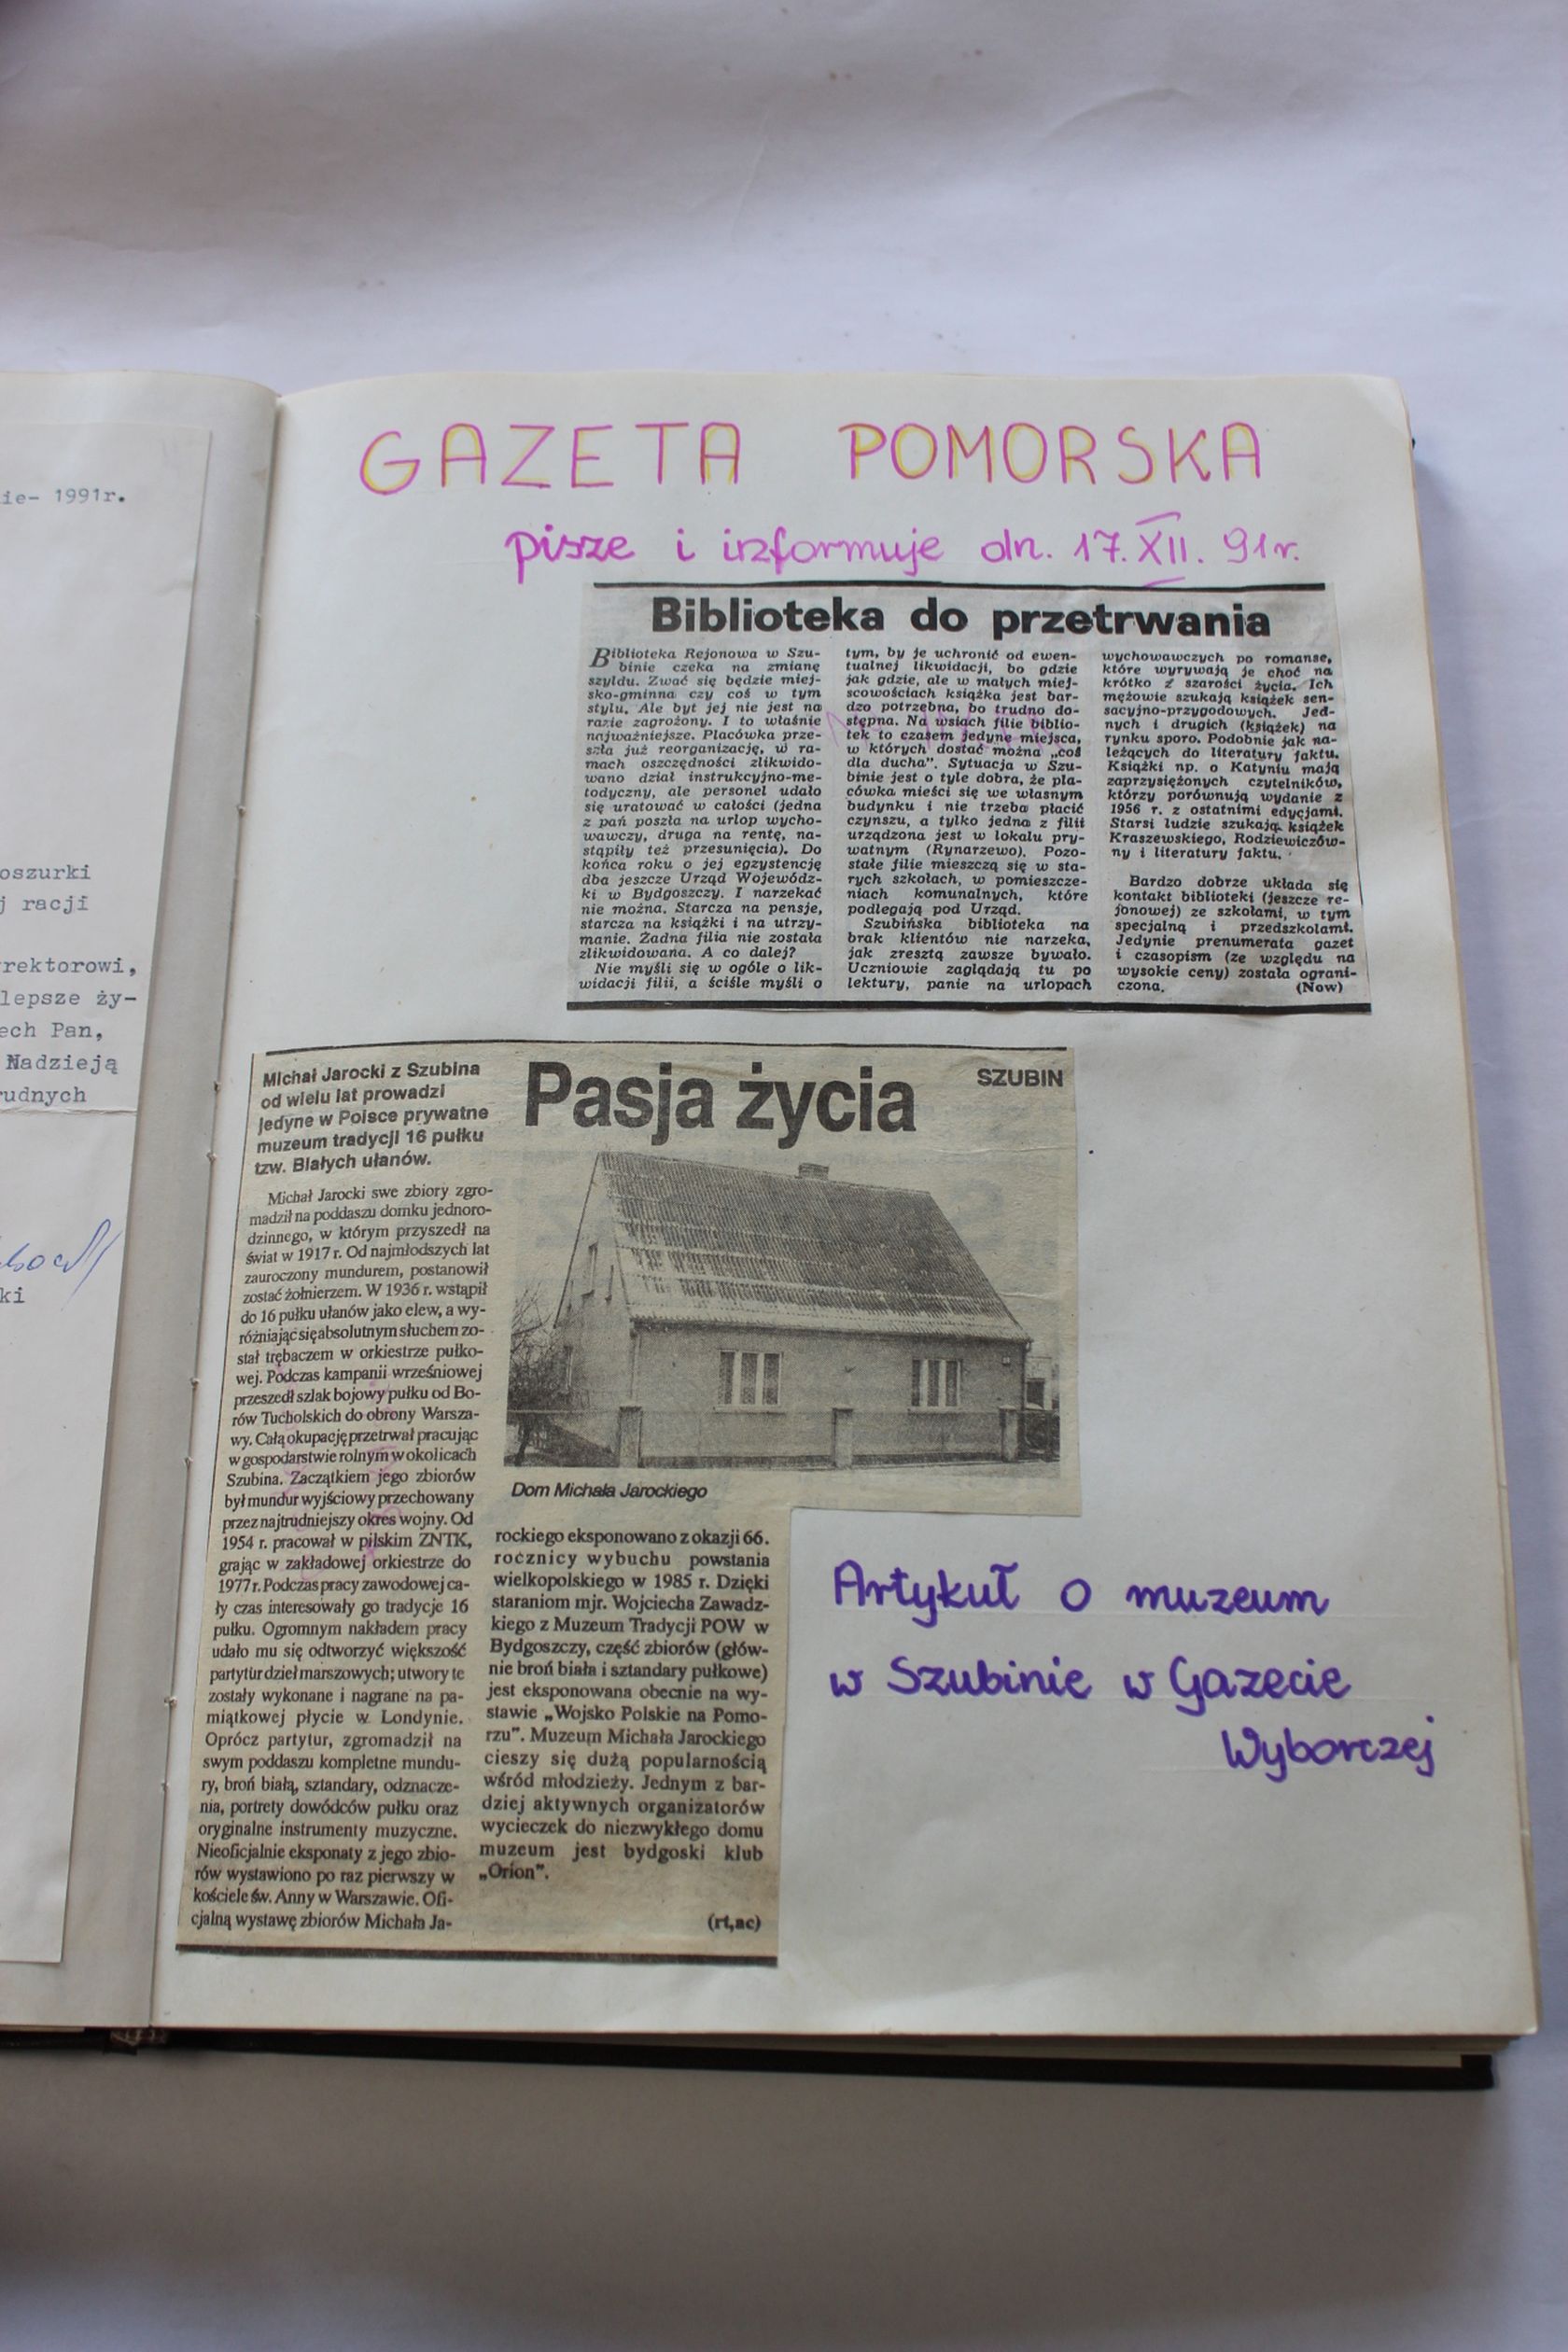 ie- 1991r.
oszurki
j racji
rektorowi,
lepsze ży-
ech Pan,
Nadzieją
rudnych
ki
GAZETA POMORSKA
pisze i informuje dn. 17.XII. 91r.
Biblioteka do przetrwania
Biblioteka Rejonowa w Szu-
binie czeka na zmianę
szyldu. Zwać się będzie miej-
sko-gminna czy coś w tym
stylu. Ale byt jej nie jest na
razie zagrożony. I to właśnie
najważniejsze. Placówka prze-
szła już reorganizację, w ra-
mach oszczędności zlikwido-
wano dział instrukcyjno-me-
todyczny, ale personel udało
się uratować w całości (jedna
z pań poszła na urlop wycho-
wawczy, druga na rentę, na-
stąpiły też przesunięcia). Do
końca roku o jej egzystencję
dba jeszcze Urząd Wojewódz-
ki w Bydgoszczy. I narzekać
nie można. Starcza na pensje,
starcza na książki i na utrzy-
manie. Żadna filia nie została
zlikwidowana. A co dalej?
Nie myśli się w ogóle o lik-
widacji filii, a ściśle myśli o
tym, by je uchronić od ewen-
tualnej likwidacji, bo gdzie
jak gdzie, ale w małych miej-
scowościach książka jest bar-
dzo potrzebna, bo trudno do-
stępna. Na wsiach filie biblio-
tek to czasem jedyne miejsca,
w których dostać można „coś
dla ducha”. Sytuacja w Szu-
binie jest o tyle dobra, że pla-
cówka mieści się we własnym
budynku i nie trzeba płacić
czynszu, a tylko jedna z filii
urządzona jest w lokalu pry-
watnym (Rynarzewo). Pozo-
stałe filie mieszczą się w sta-
rych szkołach, w pomieszcze-
niach komunalnych, które
podlegają pod Urząd.
Szubińska biblioteka na
brak klientów nie narzeka,
jak zresztą zawsze bywało.
Uczniowie zaglądają tu po
lektury, panie na urlopach
wychowawczych po romanse,
które wyrywają je choć na
krótko z szarości życia. Ich
mężowie szukają książek sen-
sacyjno-przygodowych. Jed-
nych i drugich (książek) na
rynku sporo. Podobnie jak na-
leżących do literatury faktu.
Książki np. o Katyniu mają
zaprzysiężonych czytelników,
którzy porównują wydanie z
1956 r. z ostatnimi edycjami.
Starsi ludzie szukają książek
Kraszewskiego, Rodziewiczów-
ny i literatury faktu.
Bardzo dobrze układa się
kontakt biblioteki (jeszcze re-
jonowej) ze szkołami, w tym
specjalną i przedszkolami.
Jedynie prenumerata gazet
i czasopism (ze względu na
wysokie ceny) została ograni-
czona. (Now)
Pasja życia
SZUBIN
Michał Jarocki z Szubina
od wielu lat prowadzi
jedyne w Polsce prywatne
muzeum tradycji 16 pułku
tzw. Białych ułanów.
Michał Jarocki swe zbiory zgro-
madził na poddaszu domku jednoro-
dzinnego, w którym przyszedł na
świat w 1917 r. Od najmłodszych lat
zauroczony mundurem, postanowił
zostać żołnierzem. W 1936 r. wstąpił
do 16 pułku ułanów jako elew, a wy-
różniając się absolutnym słuchem zo-
stał trębaczem w orkiestrze pułko-
wej. Podczas kampanii wrześniowej
przeszedł szlak bojowy pułku od Bo-
rów Tucholskich do obrony Warsza-
wy. Całą okupację przetrwał pracując
w gospodarstwie rolnym w okolicach
Szubina. Zaczątkiem jego zbiorów
był mundur wyjściowy przechowany
przez najtrudniejszy okres wojny. Od
1954 r. pracował w pilskim ZNTK,
grając w zakładowej orkiestrze do
1977 r. Podczas pracy zawodowej ca-
ły czas interesowały go tradycje 16
pułku. Ogromnym nakładem pracy
udało mu się odtworzyć większość
partytur dzieł marszowych; utwory te
zostały wykonane i nagrane na pa-
miątkowej płycie w Londynie.
Oprócz partytur, zgromadził na
swym poddaszu kompletne mundu-
ry, broń białą, sztandary, odznacze-
nia, portrety dowódców pułku oraz
oryginalne instrumenty muzyczne.
Nieoficjalnie eksponaty z jego zbio-
rów wystawiono po raz pierwszy w
kościele św. Anny w Warszawie. Ofi-
cjalną wystawę zbiorów Michała Ja-
Dom Michała Jarockiego
rockiego eksponowano z okazji 66.
rocznicy wybuchu powstania
wielkopolskiego w 1985 r. Dzięki
staraniom mjr. Wojciecha Zawadz-
kiego z Muzeum Tradycji POW w
Bydgoszczy, część zbiorów (głów-
nie broń biała i sztandary pułkowe)
jest eksponowana obecnie na wy-
stawie „Wojsko Polskie na Pomo-
rzu”. Muzeum Michała Jarockiego
cieszy się dużą popularnością
wśród młodzieży. Jednym z bar-
dziej aktywnych organizatorów
wycieczek do niezwykłego domu
muzeum jest bydgoski klub
„Orion”.
(rt,ac)
Artykuł o muzeum
w Szubinie w Gazecie
Wyborczej